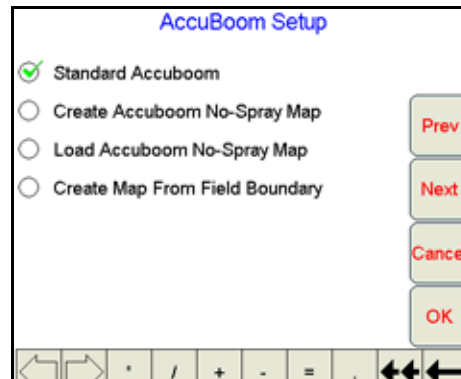 AccuBoom Setup
Standard Accuboom
Create Accuboom No-Spray Map
Load Accuboom No-Spray Map
Create Map From Field Boundary
Prev
Next
Cance
OK
* / + - = .